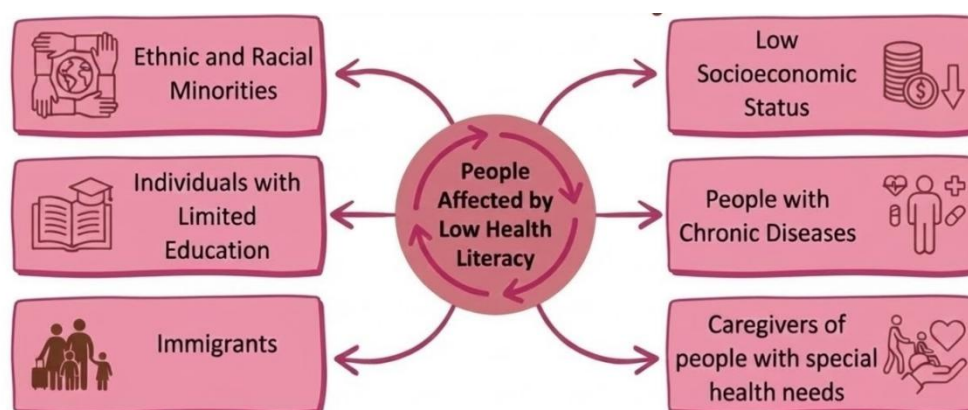 Ethnic and Racial
Minorities
Individuals with
Limited
Education
Immigrants
People
Affected by
Low Health
Literacy
Low
Socioeconomic
Status
$
People with
Chronic Diseases
Caregivers of
people with special
health needs